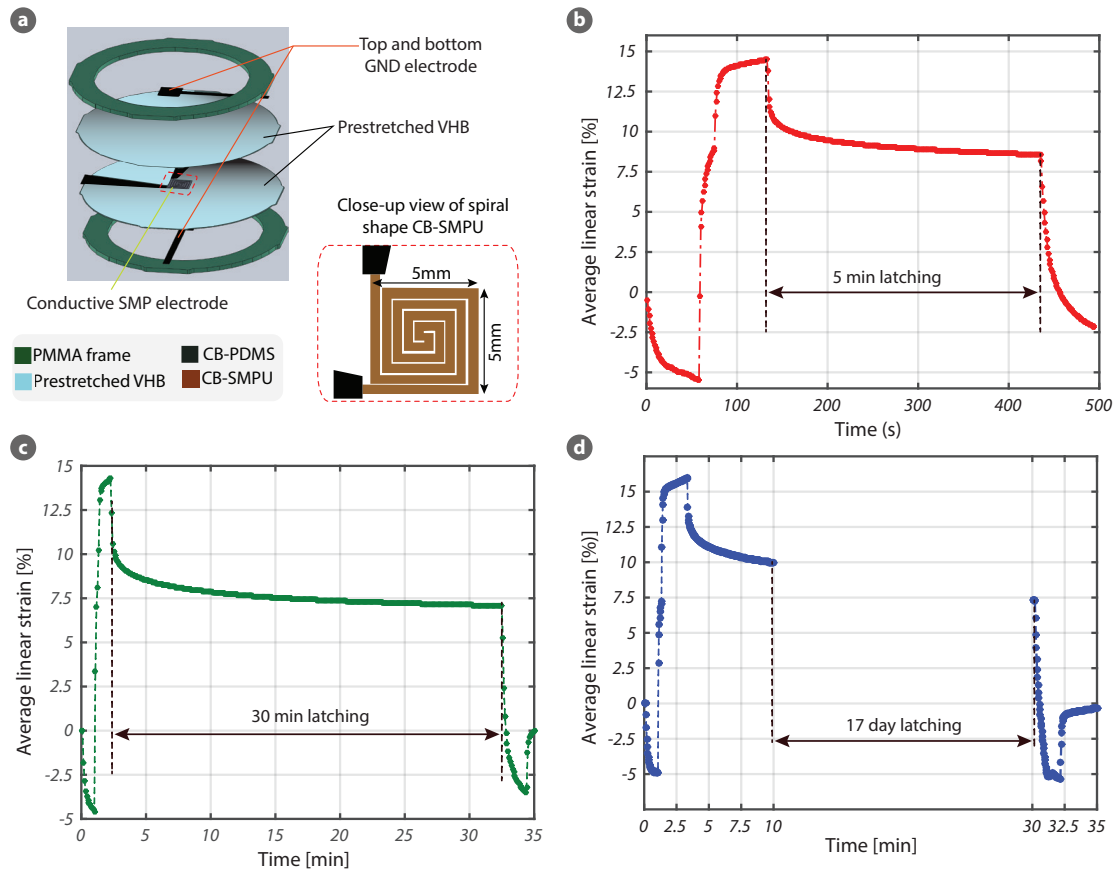 a
Top and bottom
GND electrode
Prestretched VHB
Close-up view of spiral
shape CB-SMPU
5mm
5mm
Conductive SMP electrode
PMMA frame
CB-PDMS
Prestretched VHB
CB-SMPU
b
Average linear strain [%]
15
12.5
10
7.5
5
2.5
0
-2.5
-5
5 min latching
0
100
200
300
400
500
Time (s)
c
Average linear strain [%]
15
12.5
10
7.5
5
2.5
0
-2.5
-5
30 min latching
0
5
10
15
20
25
30
35
Time [min]
d
Average linear strain [%)]
15
12.5
10
7.5
5
2.5
0
-2.5
-5
17 day latching
0
2.5
5
7.5
10
30
32.5
35
Time [min]